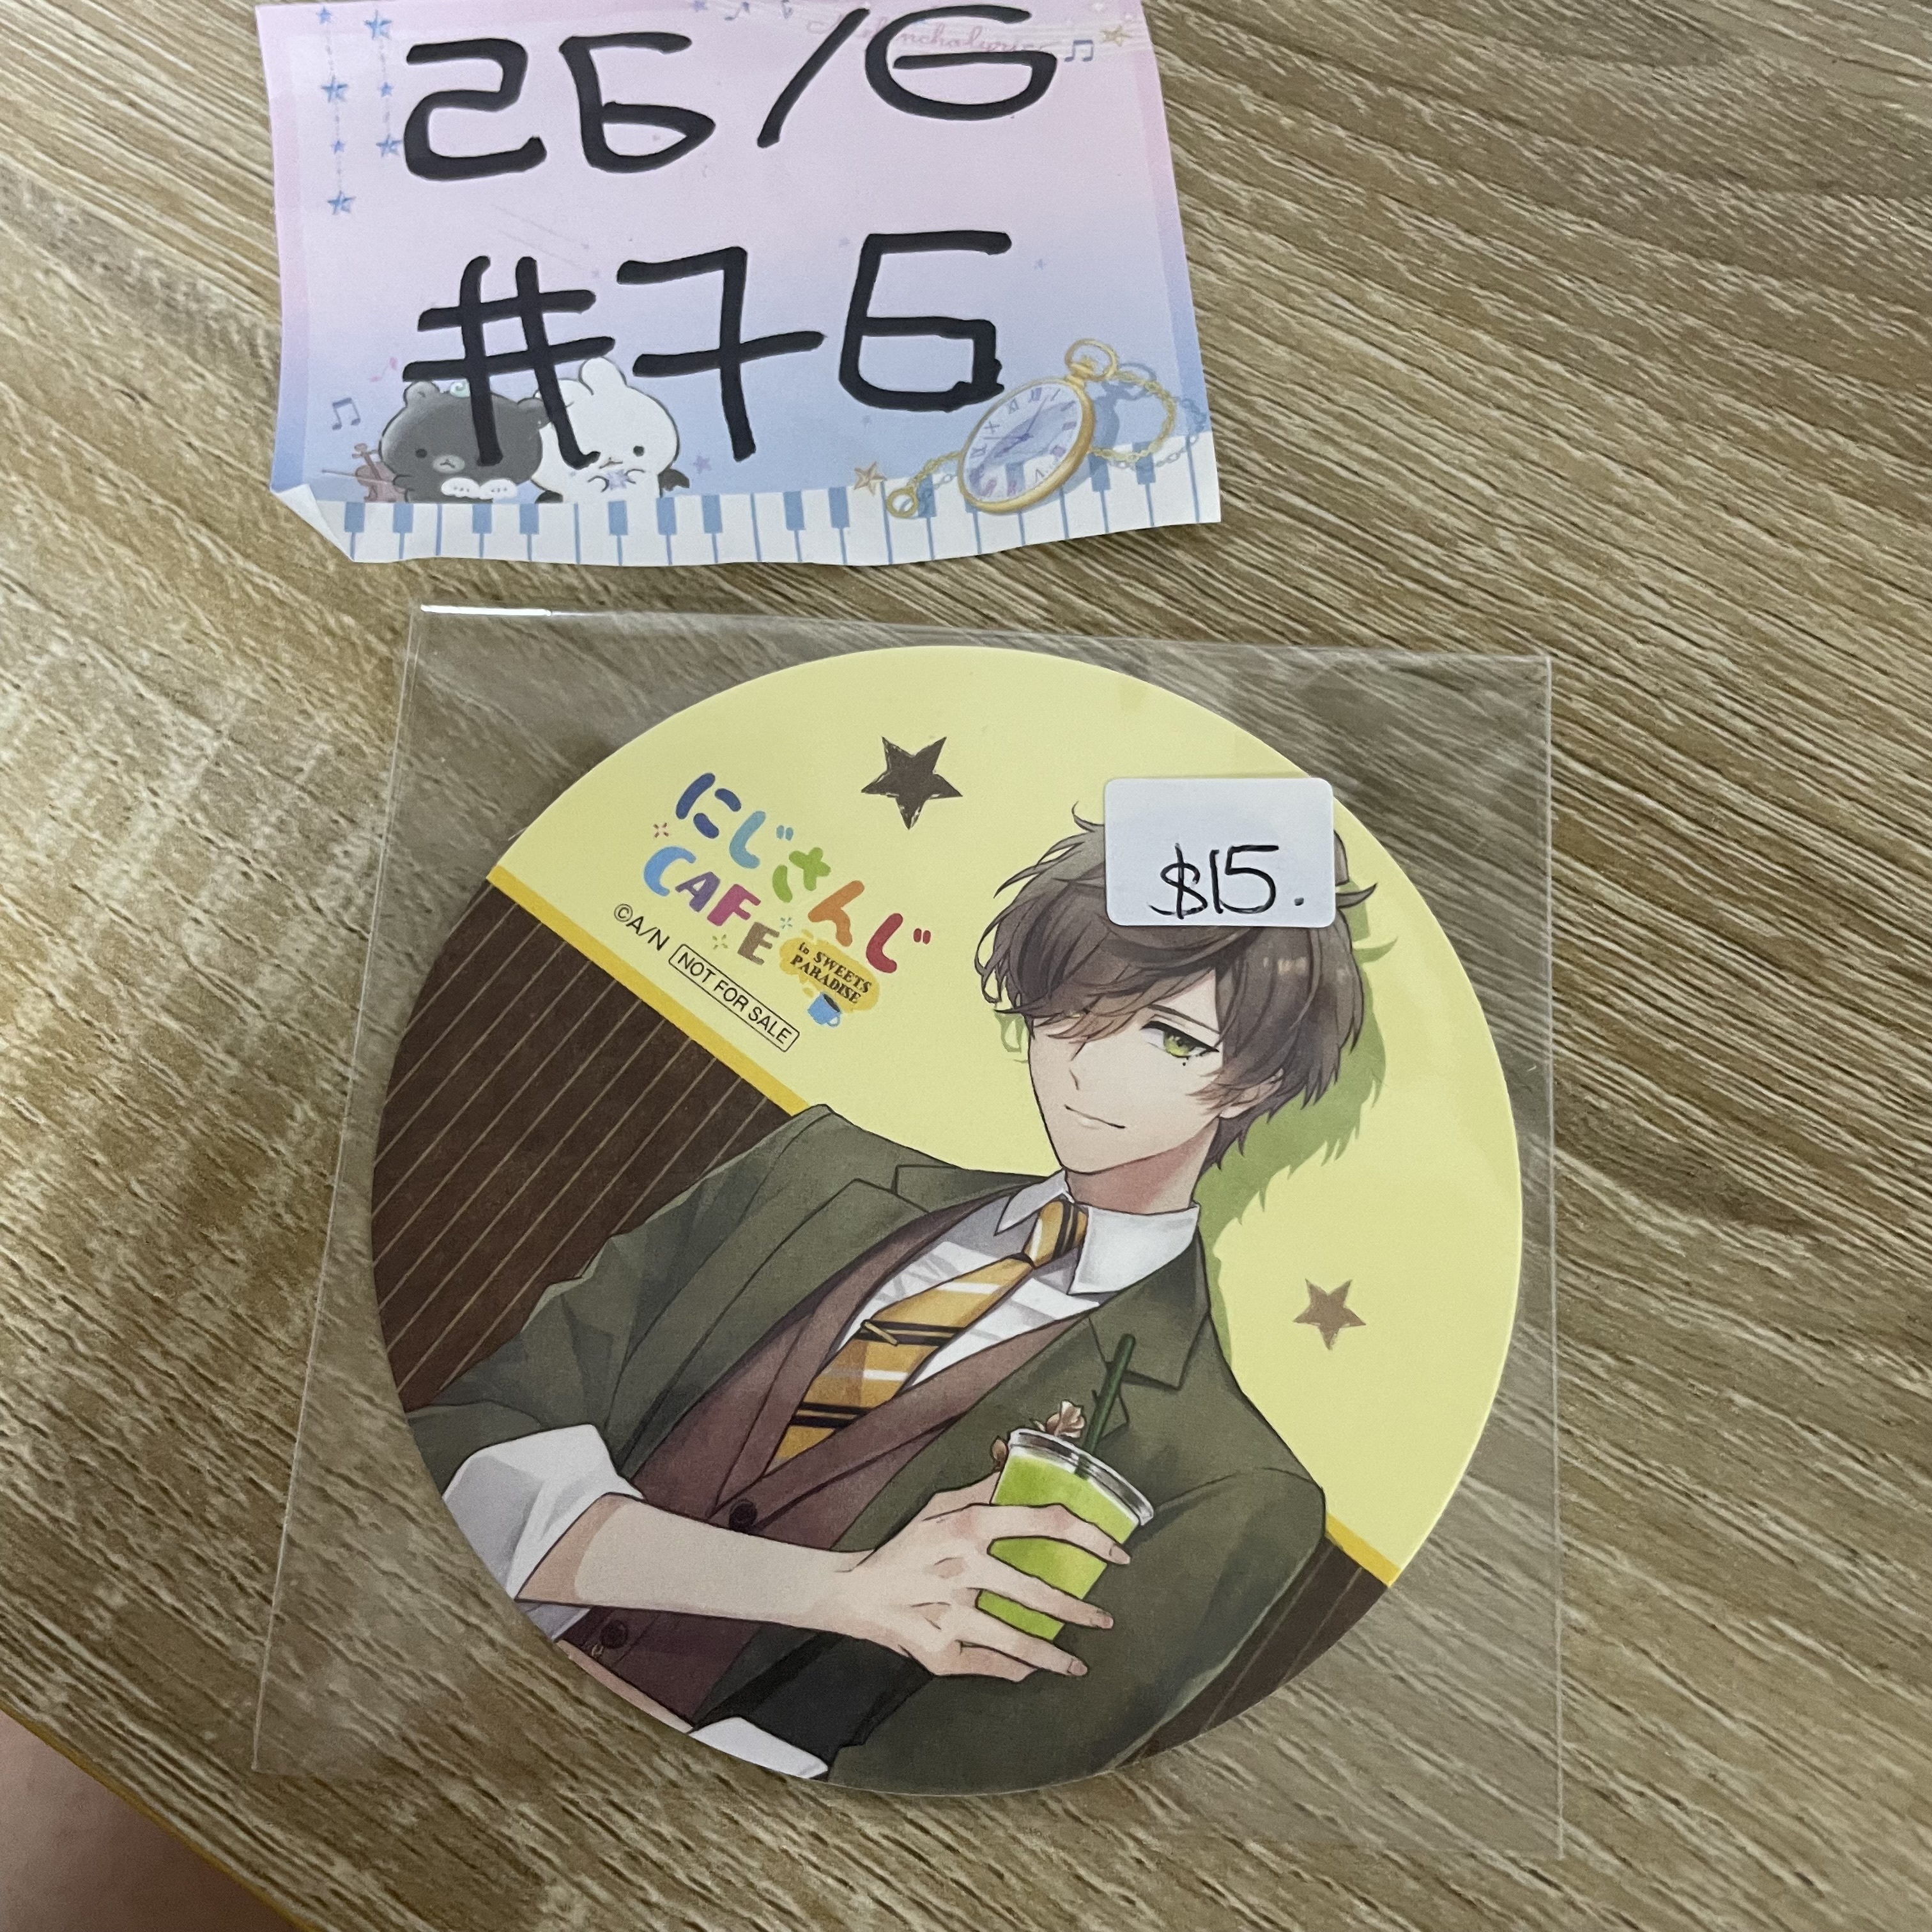 26/6
#76
$15.
にじさんじ
CAFE
in SWEETS
PARADISE
©A/N NOT FOR SALE